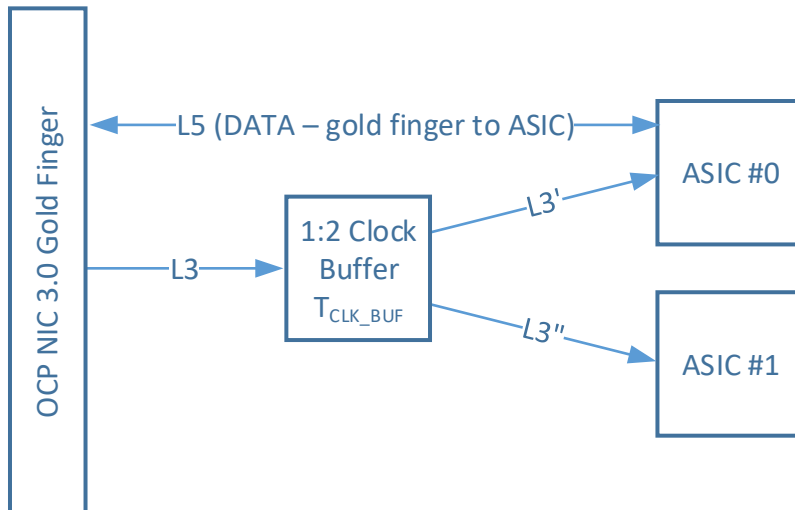 OCP NIC 3.0 Gold Finger
L5 (DATA – gold finger to ASIC)
ASIC #0
L3'
1:2 Clock
Buffer
T_CLK_BUF
L3
L3"
ASIC #1